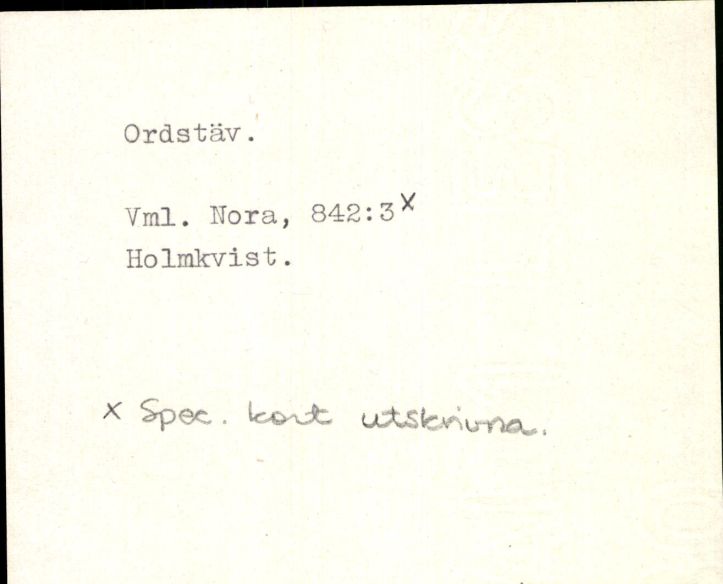 Ordstäv.
Vml. Nora, 842:3x
Holmkvist.
x Spec. kort utskrivna.